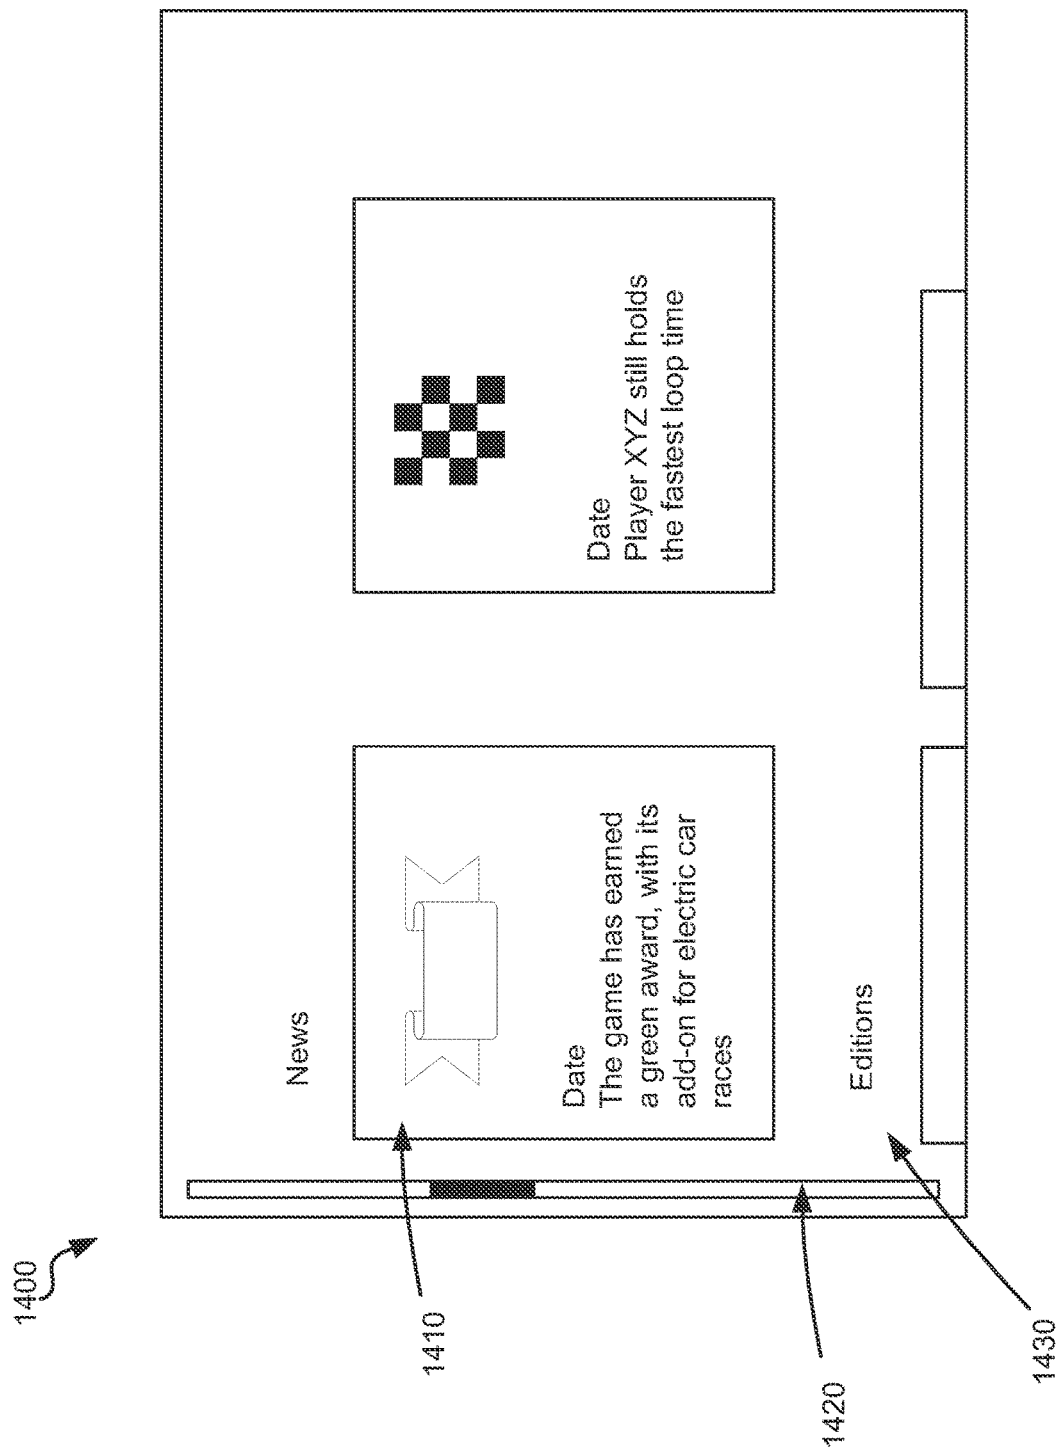 1400
News
1410
Date
The game has earned
a green award, with its
add-on for electric car
races
Date
Player XYZ still holds
the fastest loop time
1420
Editions
1430